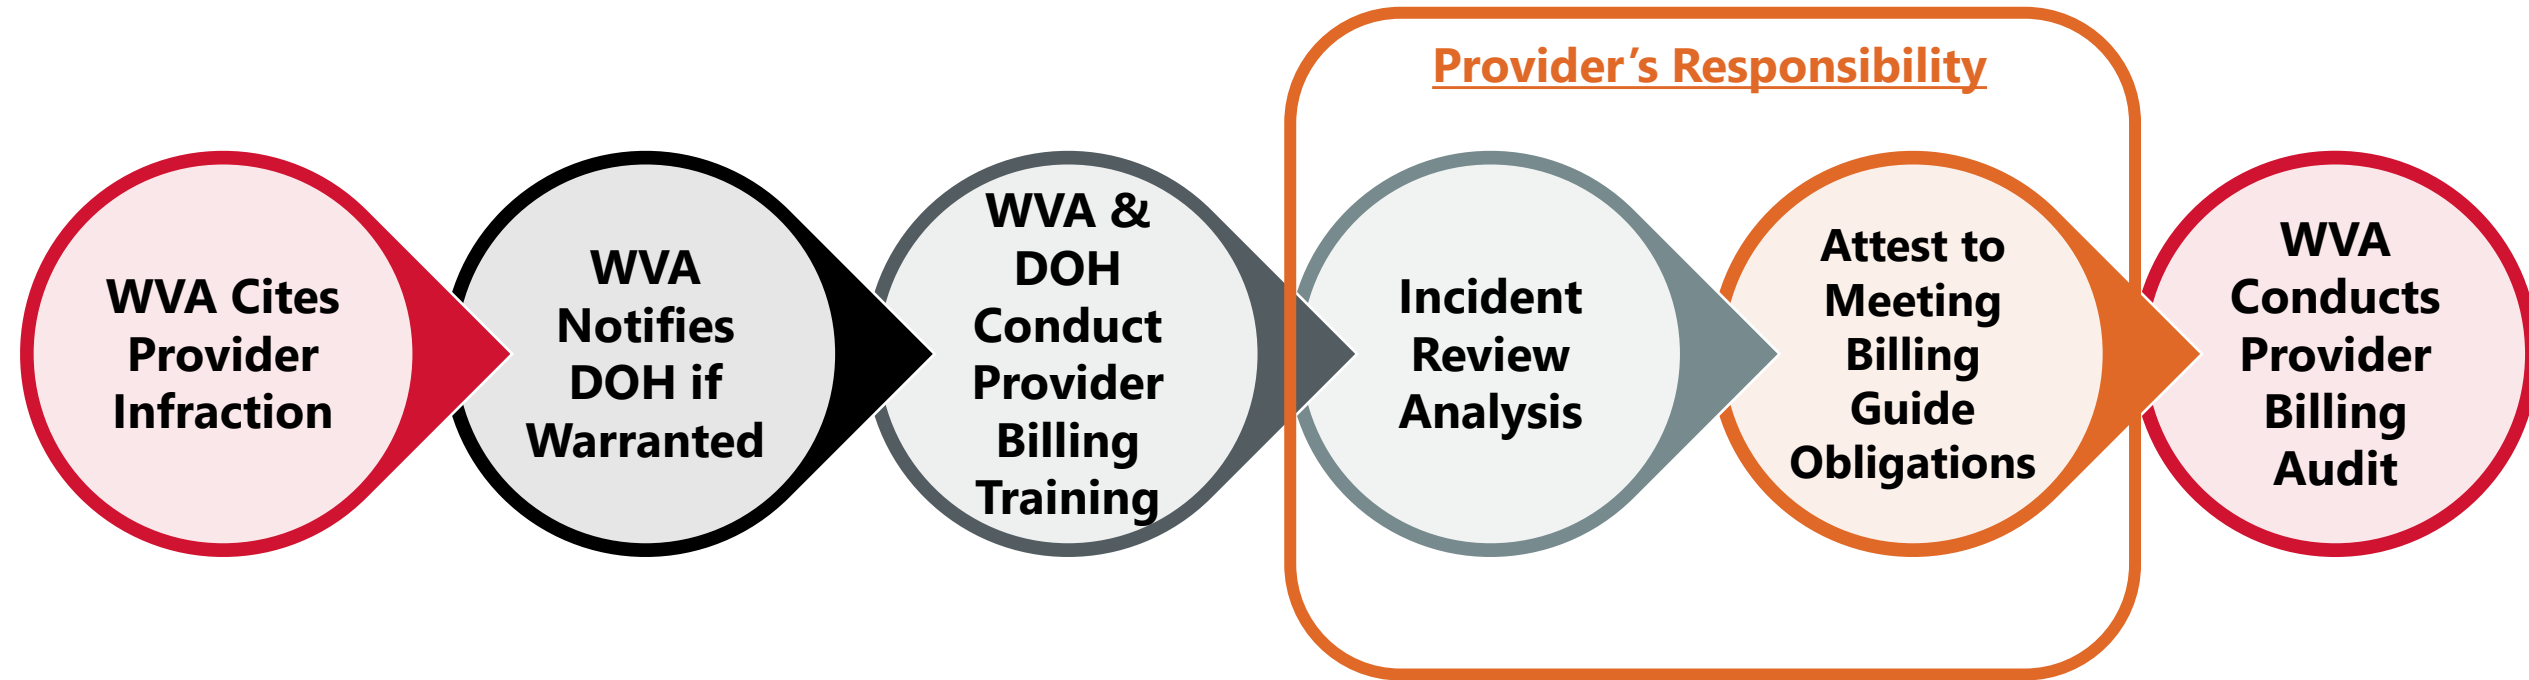 Provider’s Responsibility
WVA Cites
Provider
Infraction
WVA
Notifies
DOH if
Warranted
WVA &
DOH
Conduct
Provider
Billing
Training
Incident
Review
Analysis
Attest to
Meeting
Billing
Guide
Obligations
WVA
Conducts
Provider
Billing
Audit